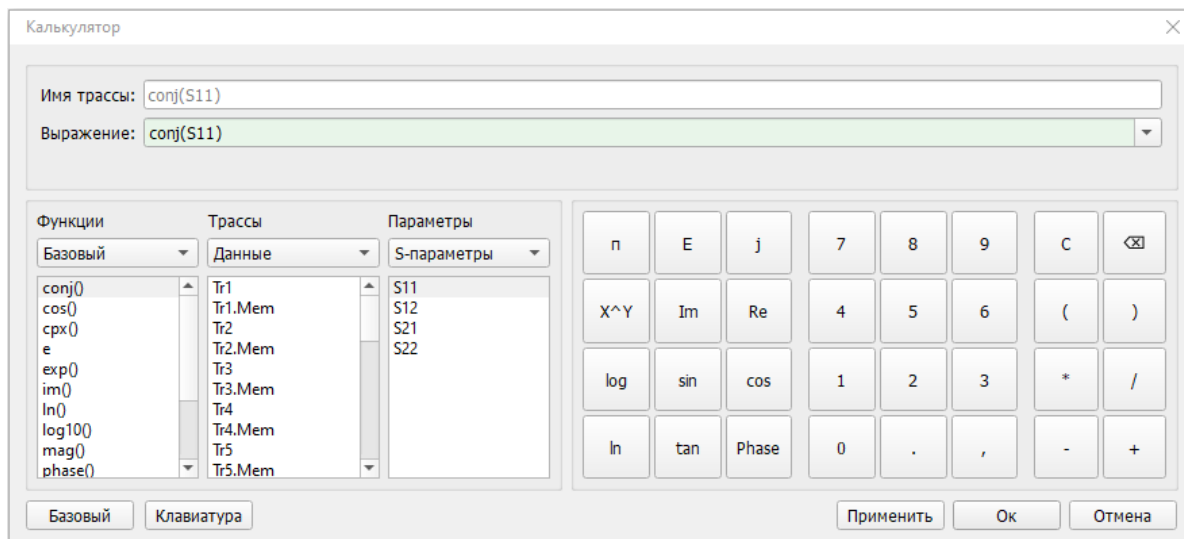 Калькулятор
Имя трассы: conj(S11)
Выражение: conj(S11)
Функции Трассы Параметры
Базовый Данные S-параметры
conj() Tr1 S11
cos() Tr1.Mem S12
cpx() Tr2 S21
e Tr2.Mem S22
exp() Tr3
im() Tr3.Mem
ln() Tr4
log10() Tr4.Mem
mag() Tr5
phase() Tr5.Mem
п E j 7 8 9 C
X^Y Im Re 4 5 6 ( )
log sin cos 1 2 3 * /
ln tan Phase 0 . , - +
Базовый Клавиатура Применить Ок Отмена